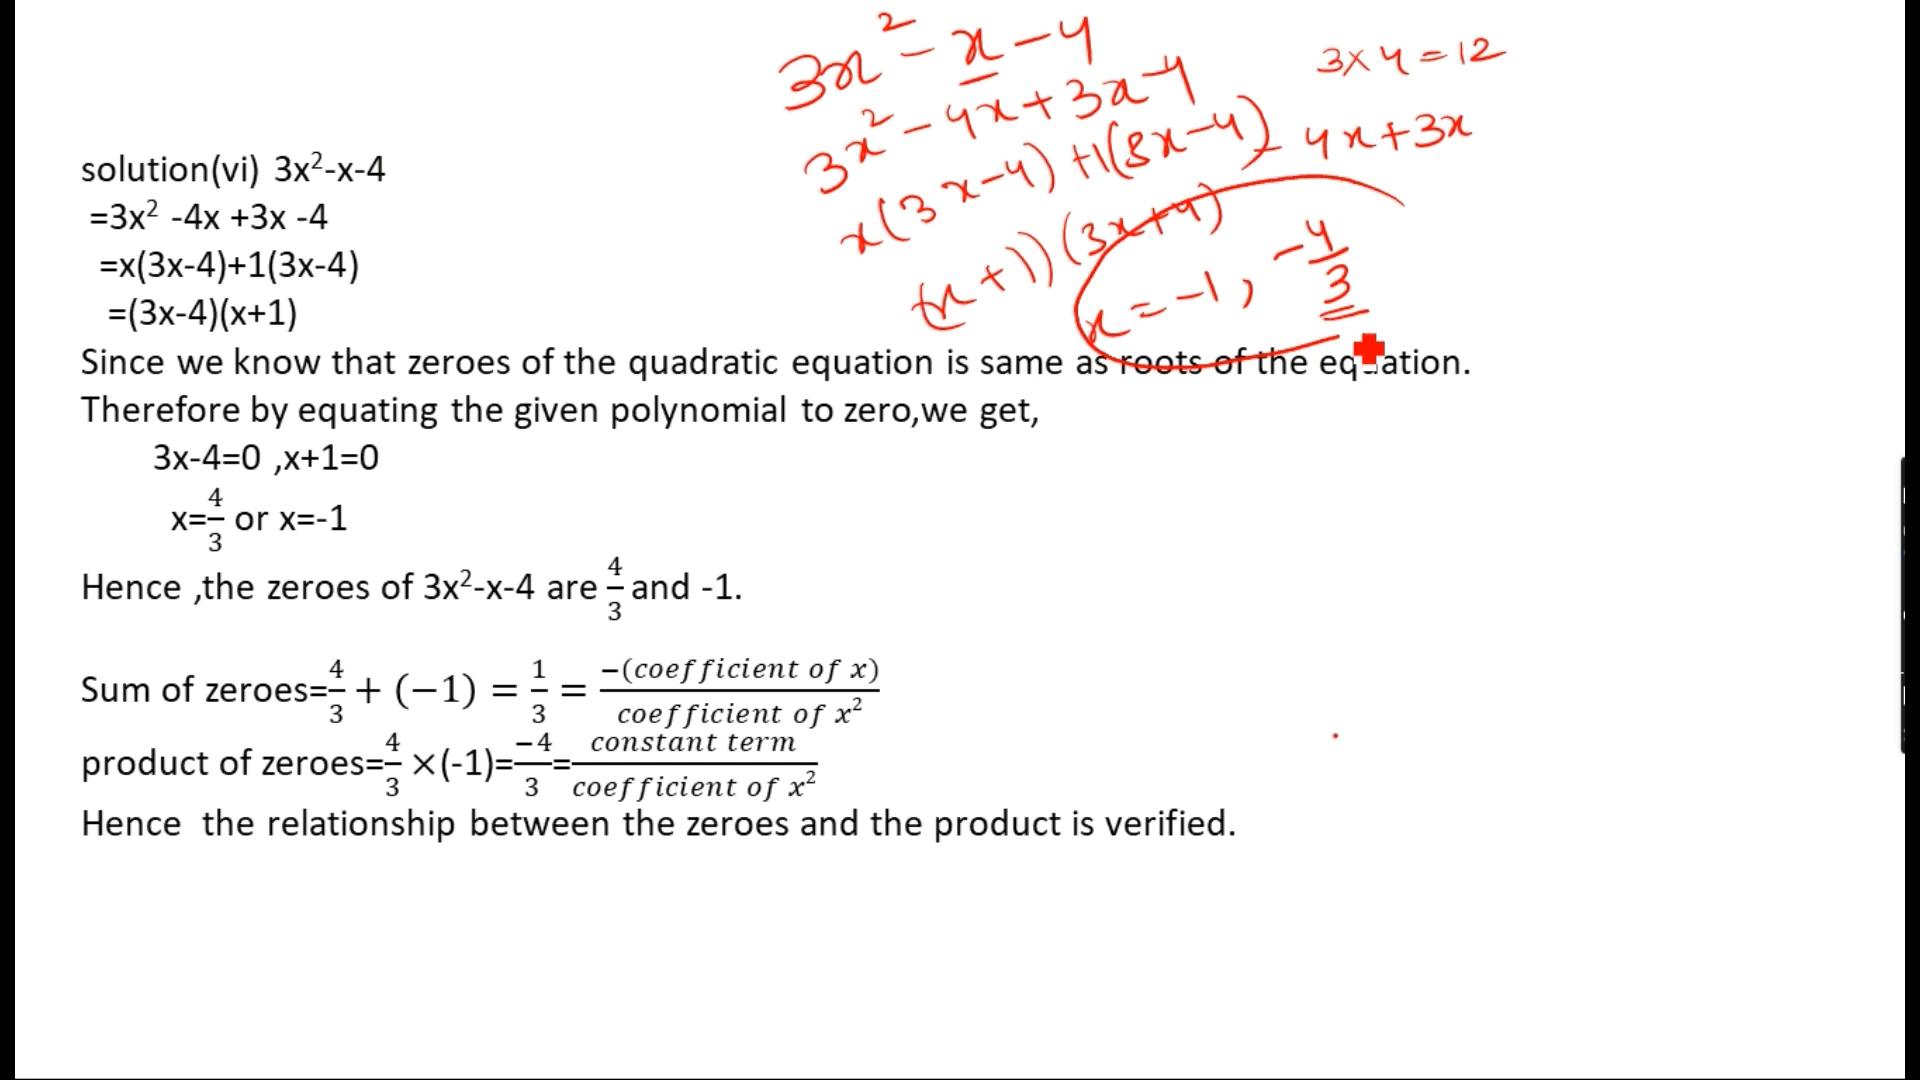 3x² - x - 4
3 x 4 = 12
3x² - 4x + 3x - 4
- 4x + 3x
x(3x-4) +1(3x-4)
(x+1)(3x+4)
x = -1, -4/3
solution(vi) 3x²-x-4
=3x² -4x +3x -4
=x(3x-4)+1(3x-4)
=(3x-4)(x+1)
Since we know that zeroes of the quadratic equation is same as roots of the equation.
Therefore by equating the given polynomial to zero,we get,
3x-4=0 ,x+1=0
x=4/3 or x=-1
Hence ,the zeroes of 3x²-x-4 are 4/3 and -1.
Sum of zeroes=4/3 + (−1) = 1/3 = −(coefficient of x)/coefficient of x²
product of zeroes=4/3 ×(-1)=−4/3=constant term/coefficient of x²
Hence the relationship between the zeroes and the product is verified.